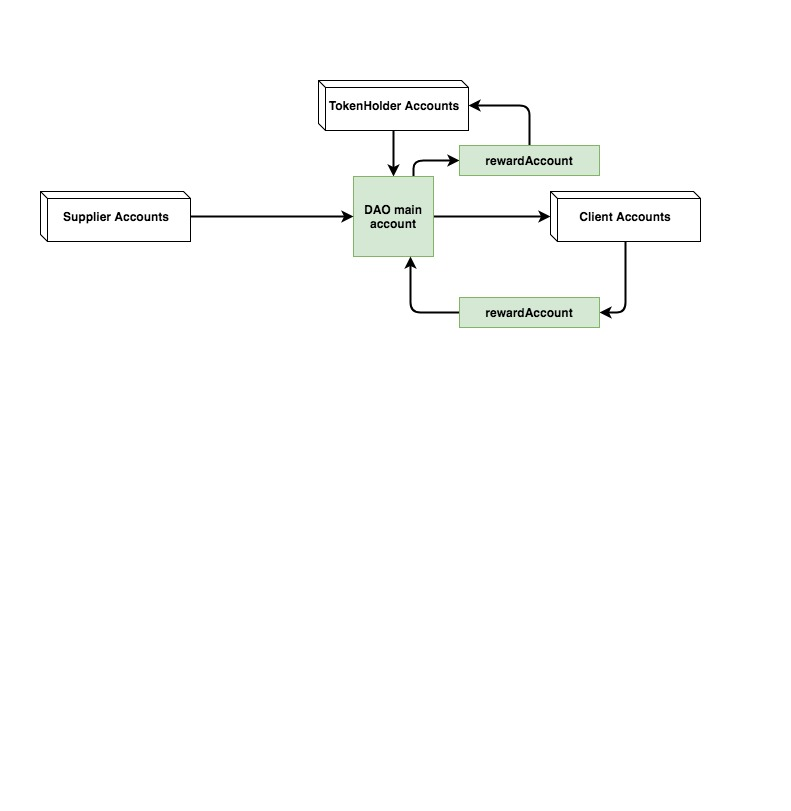 TokenHolder Accounts
rewardAccount
Supplier Accounts
DAO main
account
Client Accounts
rewardAccount